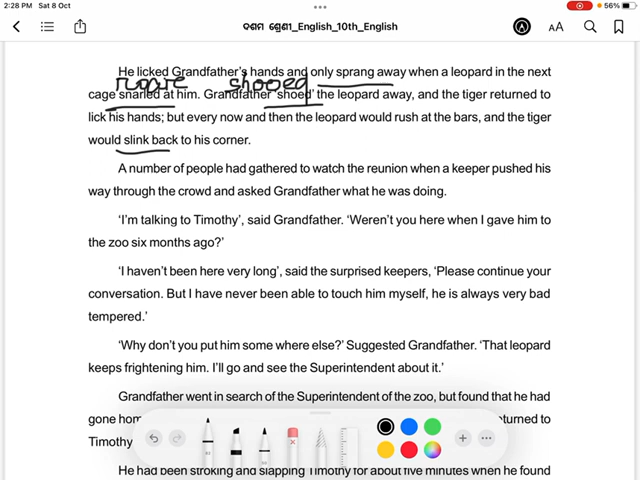 2:28 PM Sat 8 Oct
56%
ଦଶମ ଶ୍ରେଣୀ_English_10th_English
AA
He licked Grandfather's hands and only sprang away when a leopard in the next
roare shooed
cage snarled at him. Grandfather 'shoed' the leopard away, and the tiger returned to
lick his hands; but every now and then the leopard would rush at the bars, and the tiger
would slink back to his corner.
A number of people had gathered to watch the reunion when a keeper pushed his
way through the crowd and asked Grandfather what he was doing.
'I'm talking to Timothy', said Grandfather. 'Weren't you here when I gave him to
the zoo six months ago?'
'I haven't been here very long', said the surprised keepers, 'Please continue your
conversation. But I have never been able to touch him myself, he is always very bad
tempered.'
'Why don't you put him some where else?' Suggested Grandfather. 'That leopard
keeps frightening him. I'll go and see the Superintendent about it.'
Grandfather went in search of the Superintendent of the zoo, but found that he had
gone returned to
Timothy
He had been stroking and slapping Timothy for about five minutes when he found